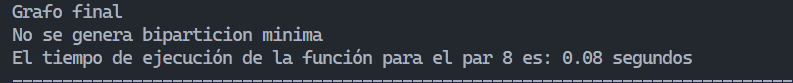 Grafo final
No se genera biparticion minima
El tiempo de ejecución de la función para el par 8 es: 0.08 segundos